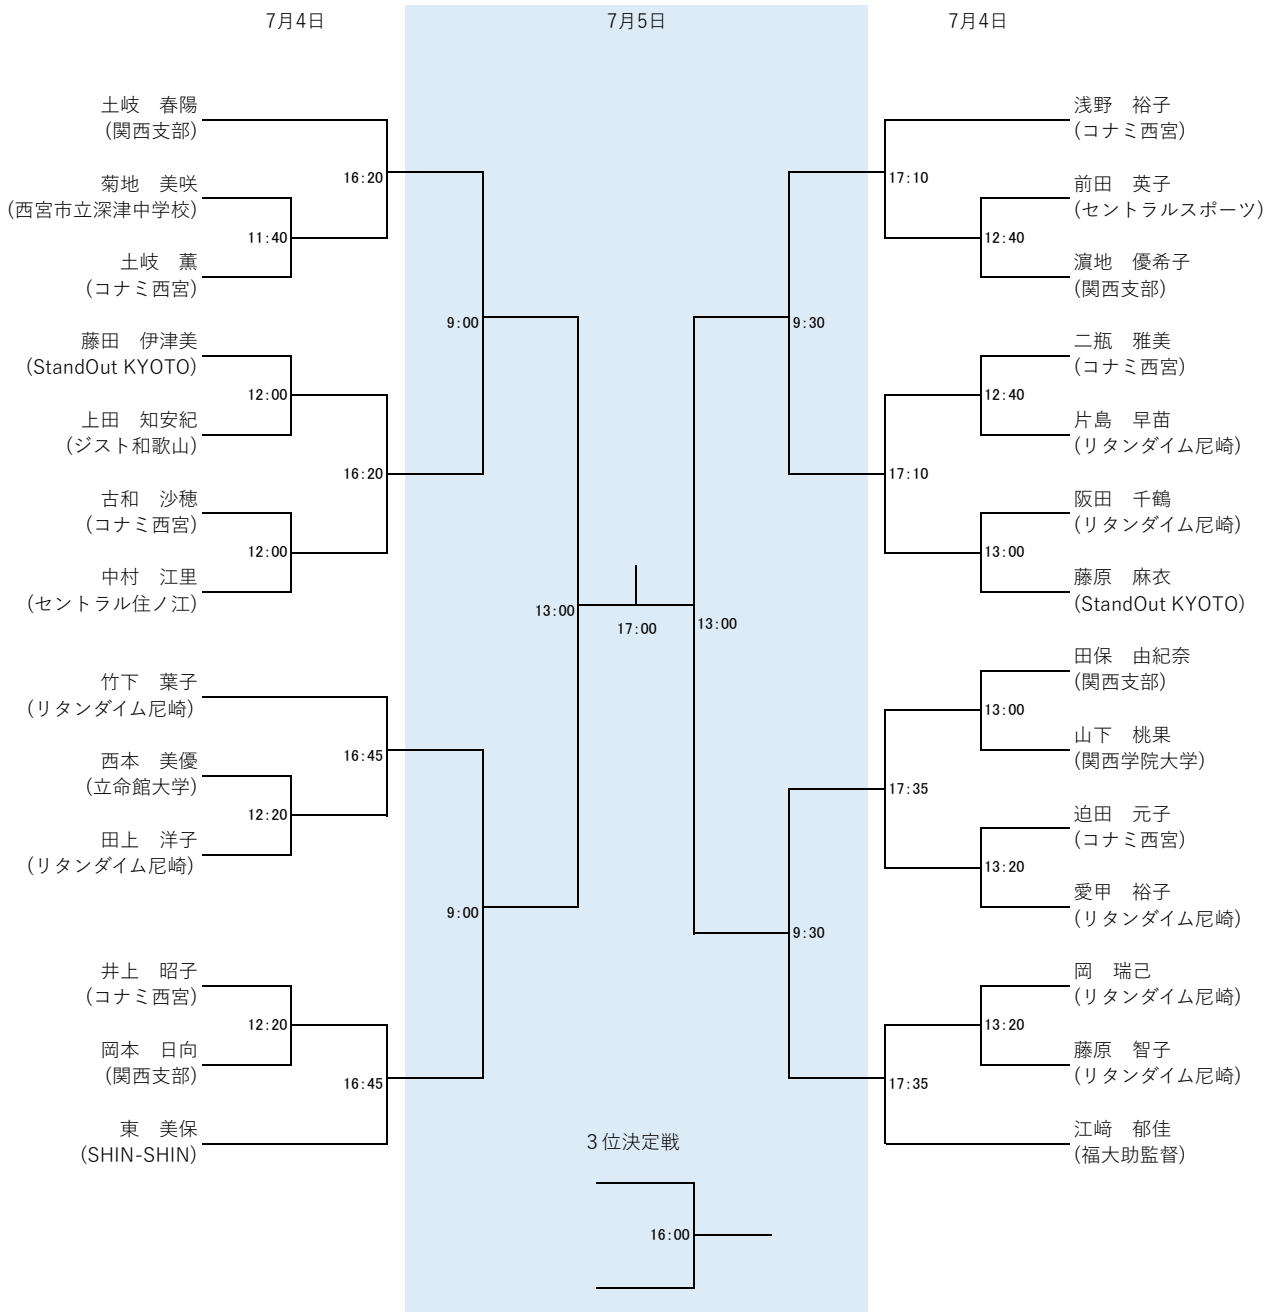 7月4日
7月5日
7月4日
土岐　春陽
(関西支部)
16:20
菊地　美咲
(西宮市立深津中学校)
11:40
土岐　薫
(コナミ西宮)
9:00
藤田　伊津美
(StandOut KYOTO)
12:00
上田　知安紀
(ジスト和歌山)
16:20
古和　沙穂
(コナミ西宮)
12:00
中村　江里
(セントラル住ノ江)
13:00
竹下　葉子
(リタンダイム尼崎)
16:45
西本　美優
(立命館大学)
12:20
田上　洋子
(リタンダイム尼崎)
9:00
井上　昭子
(コナミ西宮)
12:20
岡本　日向
(関西支部)
16:45
東　美保
(SHIN-SHIN)
17:00
浅野　裕子
(コナミ西宮)
17:10
前田　英子
(セントラルスポーツ)
12:40
濵地　優希子
(関西支部)
9:30
二瓶　雅美
(コナミ西宮)
12:40
片島　早苗
(リタンダイム尼崎)
17:10
阪田　千鶴
(リタンダイム尼崎)
13:00
藤原　麻衣
(StandOut KYOTO)
13:00
田保　由紀奈
(関西支部)
13:00
山下　桃果
(関西学院大学)
17:35
迫田　元子
(コナミ西宮)
13:20
愛甲　裕子
(リタンダイム尼崎)
9:30
岡　瑞己
(リタンダイム尼崎)
13:20
藤原　智子
(リタンダイム尼崎)
17:35
江﨑　郁佳
(福大助監督)
３位決定戦
16:00